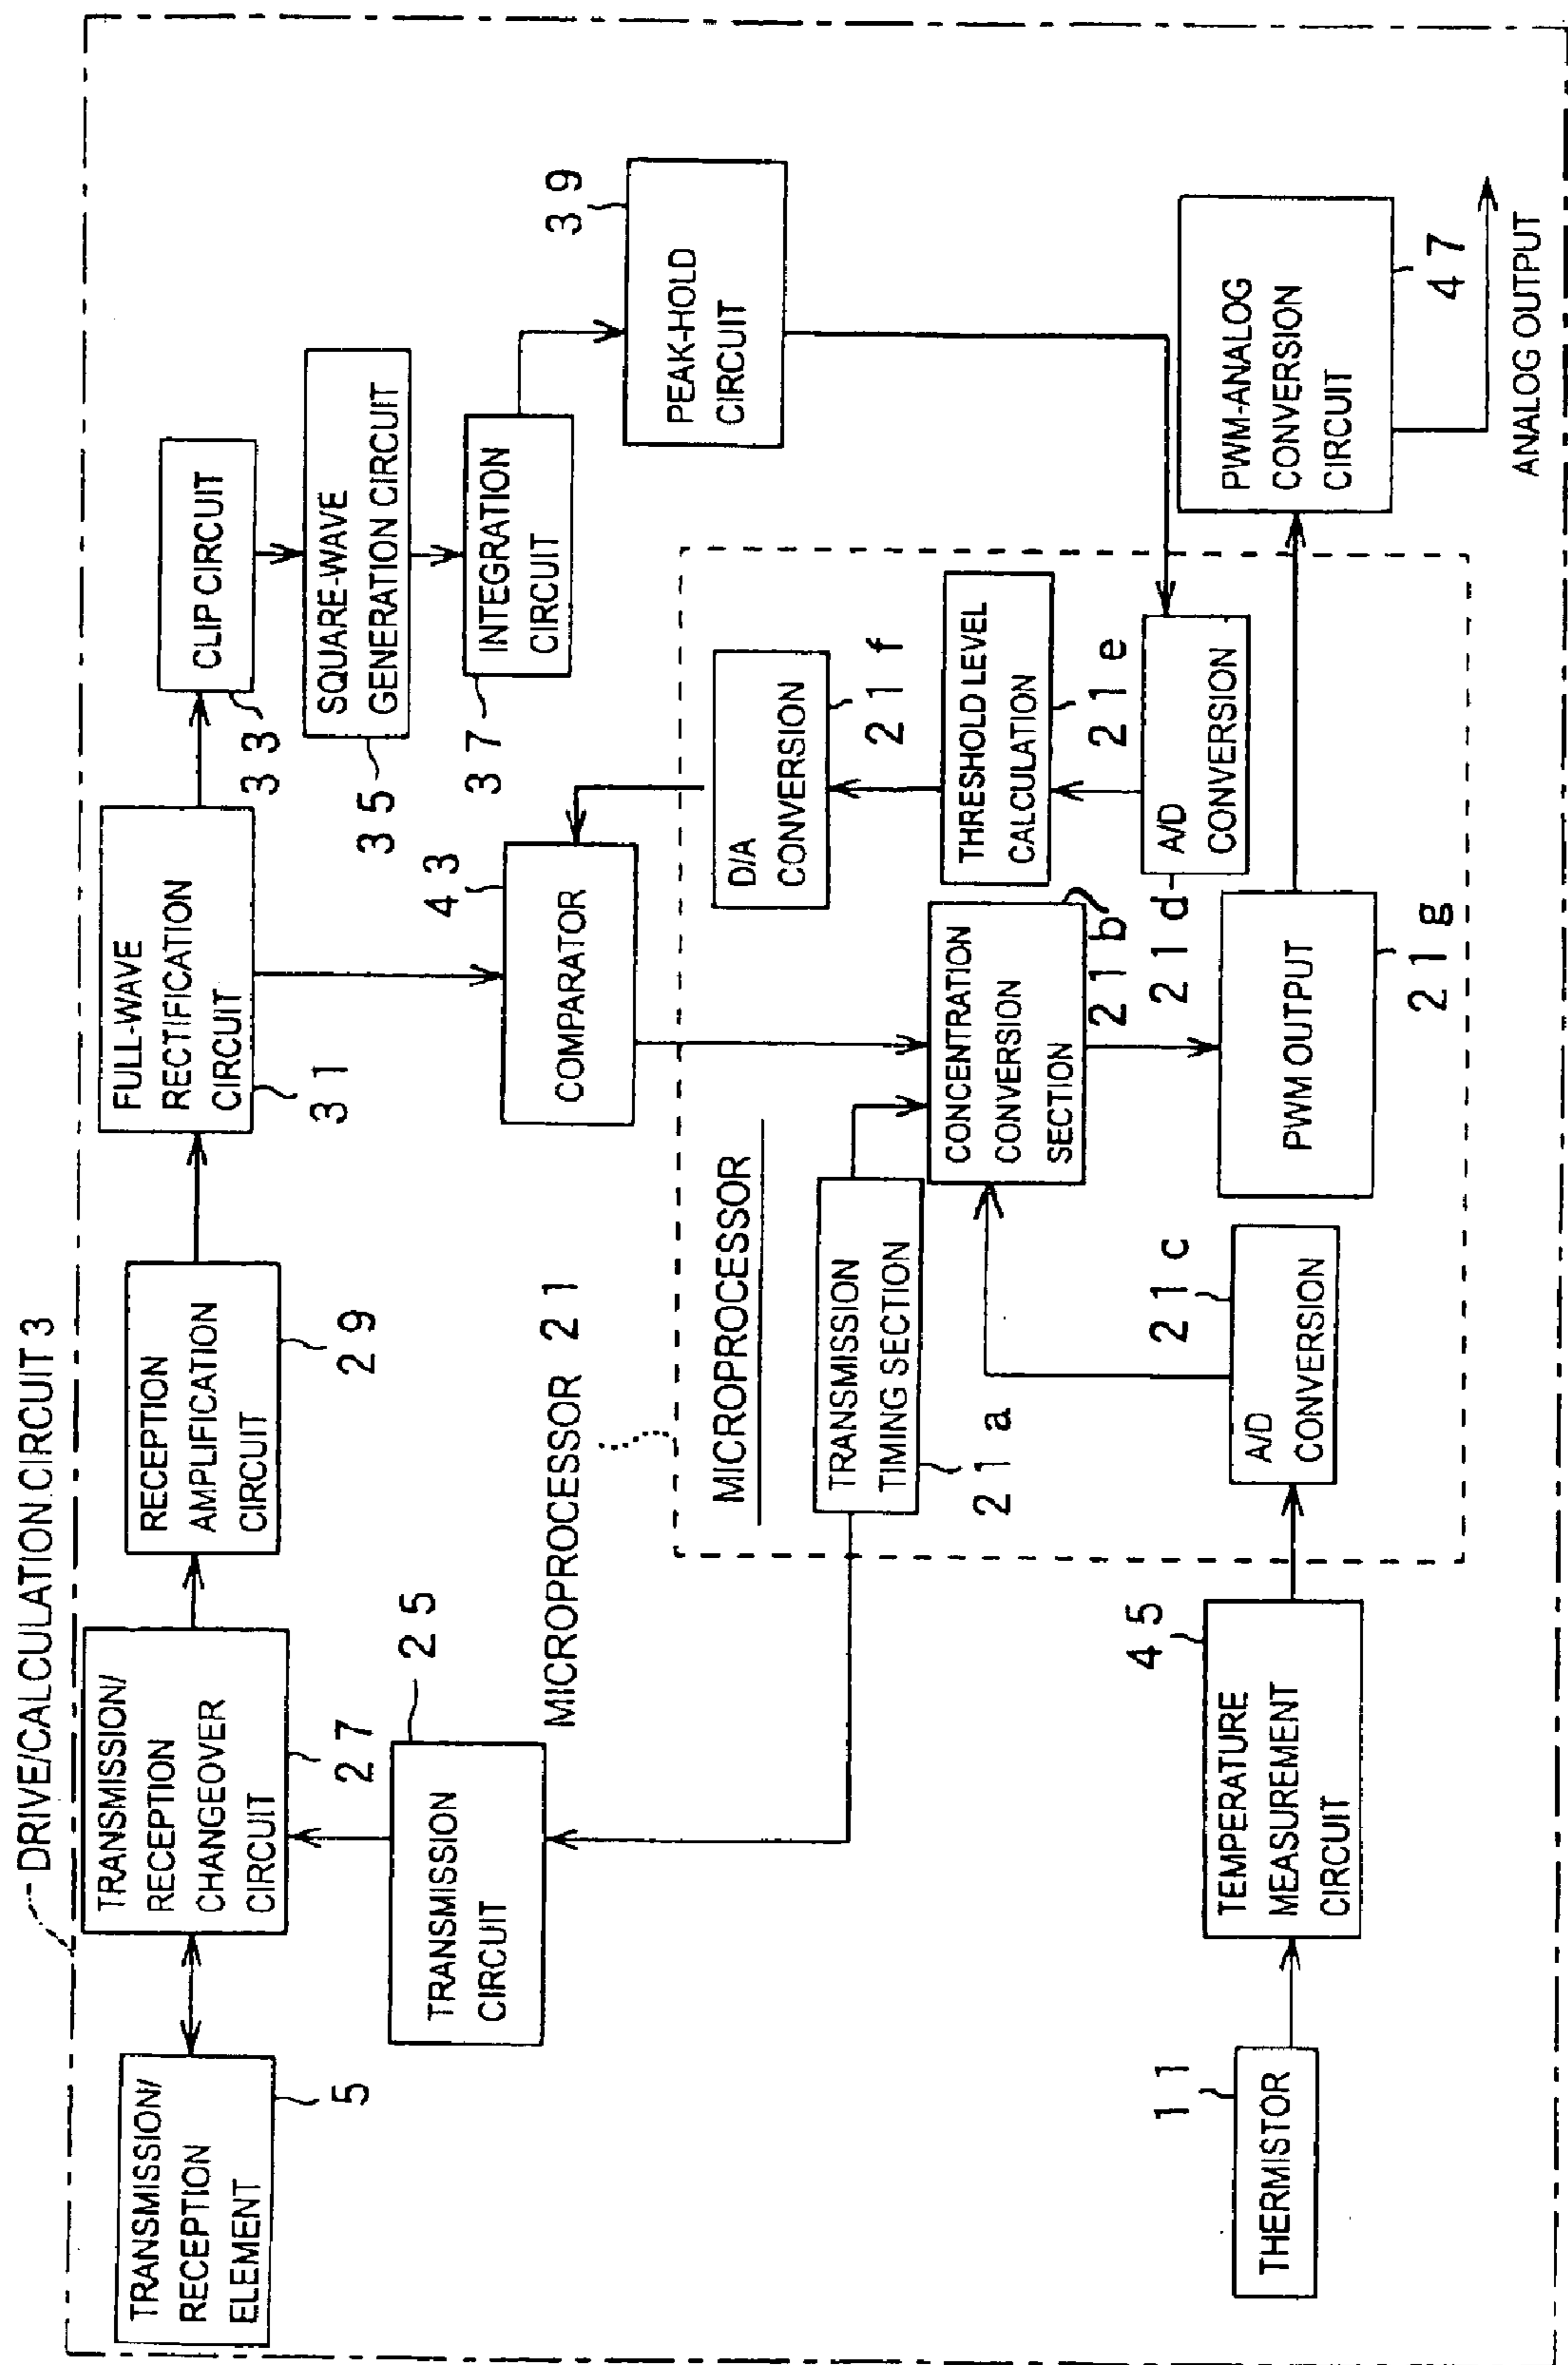 DRIVE/CALCULATION CIRCUIT 3
TRANSMISSION/
RECEPTION
ELEMENT
5
TRANSMISSION/
RECEPTION
CHANGEOVER
CIRCUIT
27
RECEPTION
AMPLIFICATION
CIRCUIT
29
FULL-WAVE
RECTIFICATION
CIRCUIT
31
CLIP CIRCUIT
33
SQUARE-WAVE
GENERATION CIRCUIT
35
INTEGRATION
CIRCUIT
37
PEAK-HOLD
CIRCUIT
39
TRANSMISSION
CIRCUIT
25
COMPARATOR
43
MICROPROCESSOR 21
MICROPROCESSOR
TRANSMISSION
TIMING SECTION
21a
CONCENTRATION
CONVERSION
SECTION
21b
D/A
CONVERSION
21f
THRESHOLD LEVEL
CALCULATION
21e
A/D
CONVERSION
21d
THERMISTOR
11
TEMPERATURE
MEASUREMENT
CIRCUIT
45
A/D
CONVERSION
21c
PWM OUTPUT
21g
PWM-ANALOG
CONVERSION
CIRCUIT
47
ANALOG OUTPUT